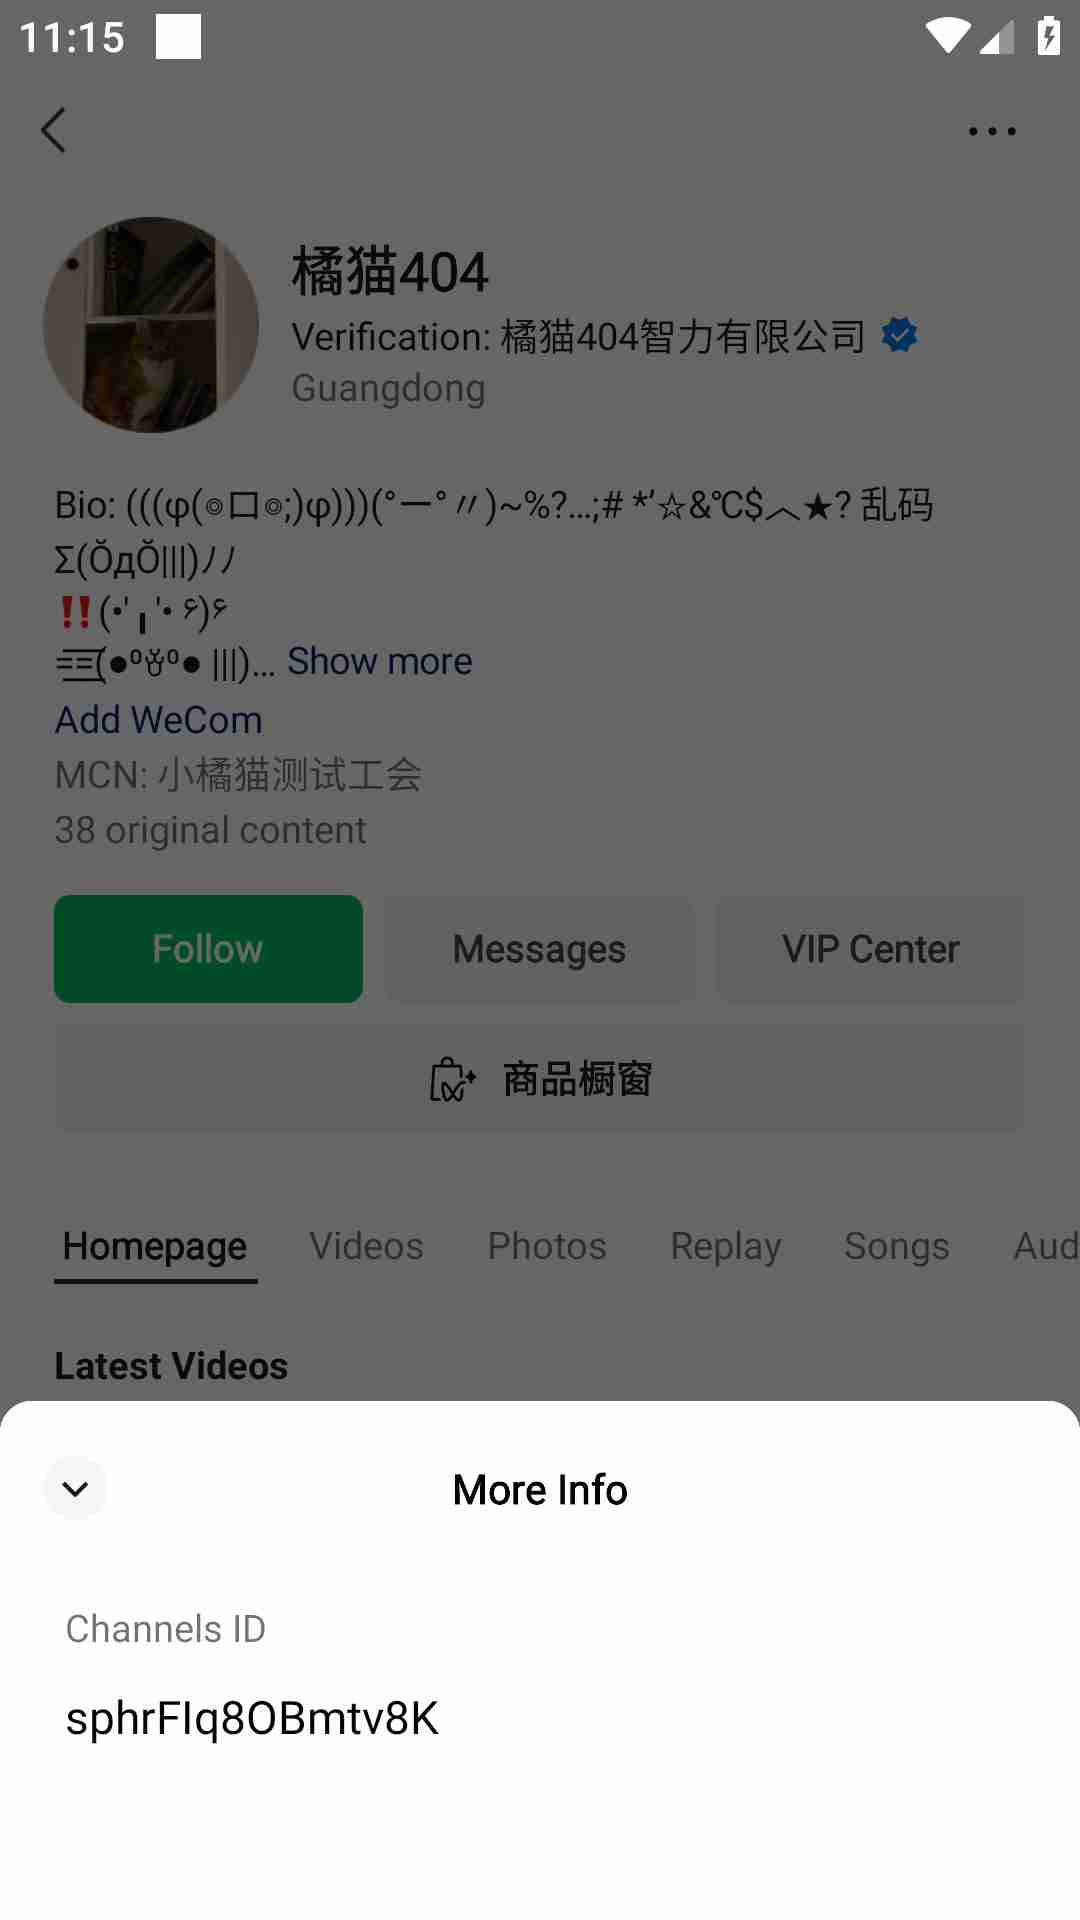 11:15
橘猫404
Verification: 橘猫404智力有限公司
Guangdong
Bio: (((φ(◎ロ◎;)φ)))(°ー°〃)~%?…;# *′☆&℃$︿★? 乱码
Σ(ŎдŎ|||)ﾉﾉ
Show more
Add WeCom
MCN: 小橘猫测试工会
38 original content
Follow
Messages
VIP Center
商品橱窗
Homepage Videos Photos Replay Songs Aud
Latest Videos
More Info
Channels ID
sphrFIq8OBmtv8K